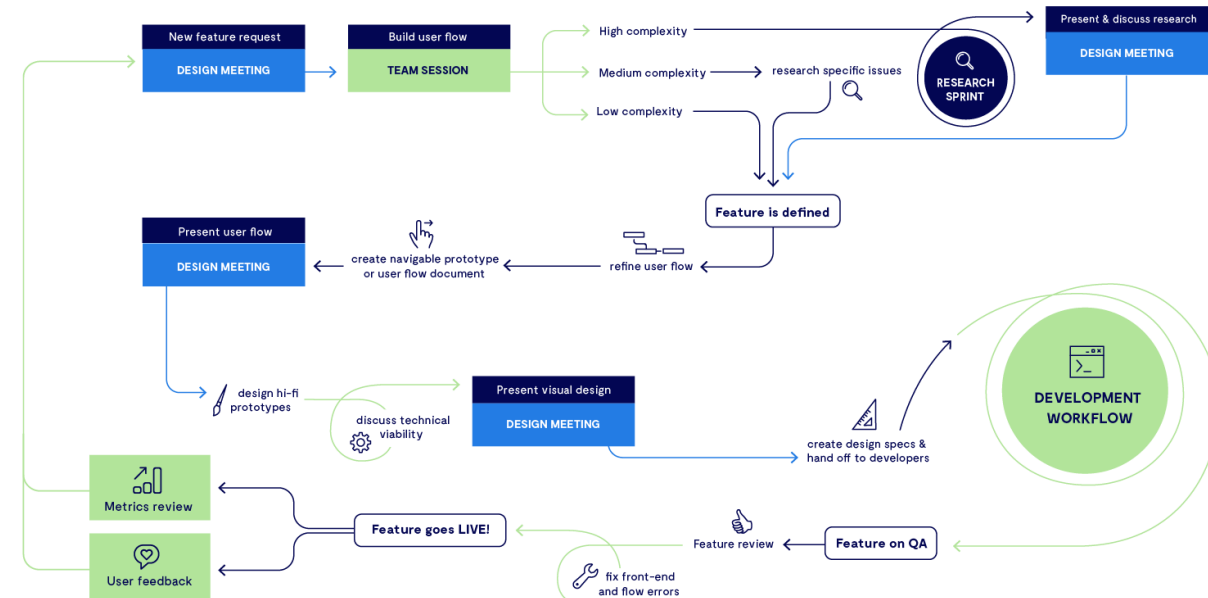 New feature request
DESIGN MEETING
Build user flow
TEAM SESSION
High complexity
Medium complexity
Low complexity
research specific issues
RESEARCH
SPRINT
Present & discuss research
DESIGN MEETING
Feature is defined
refine user flow
create navigable prototype
or user flow document
Present user flow
DESIGN MEETING
design hi-fi
prototypes
discuss technical
viability
Present visual design
DESIGN MEETING
create design specs &
hand off to developers
DEVELOPMENT
WORKFLOW
Feature on QA
Feature review
fix front-end
and flow errors
Feature goes LIVE!
Metrics review
User feedback